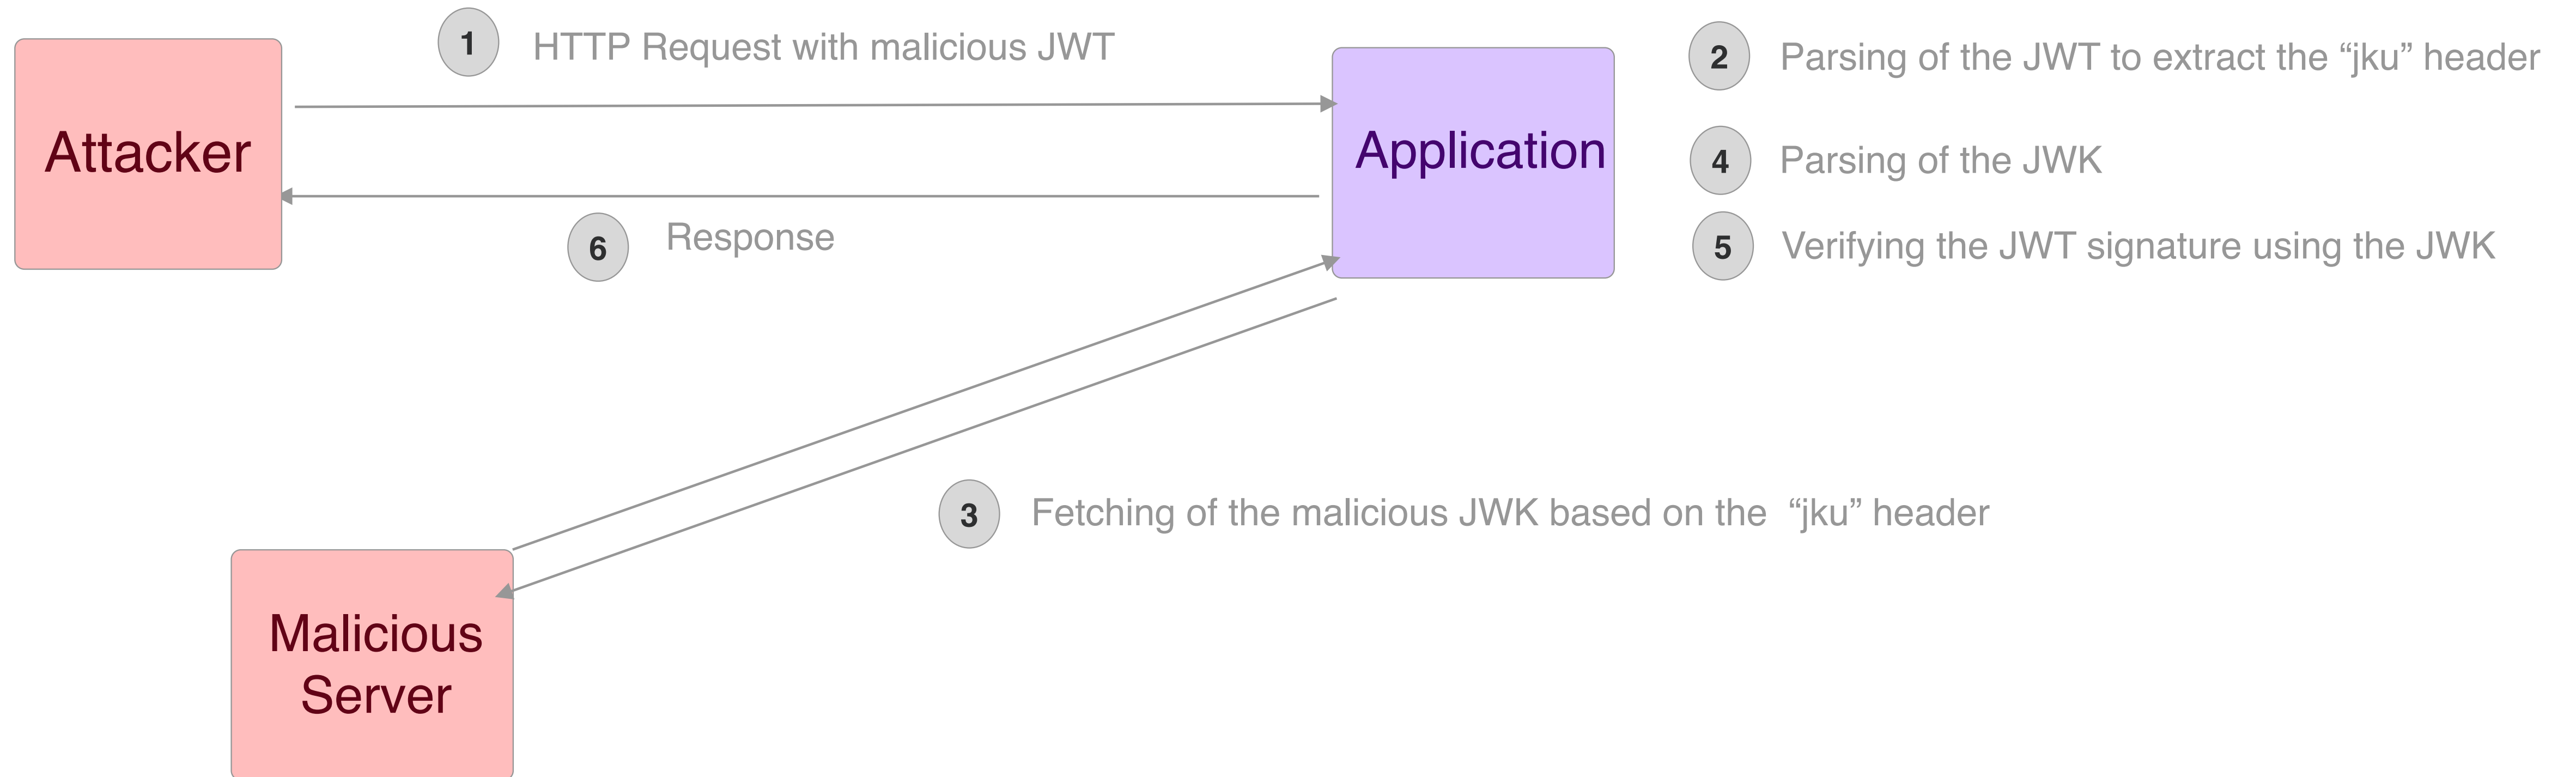 1 HTTP Request with malicious JWT
Attacker
Application
2 Parsing of the JWT to extract the “jku” header
4 Parsing of the JWK
5 Verifying the JWT signature using the JWK
6 Response
3 Fetching of the malicious JWK based on the “jku” header
Malicious
Server